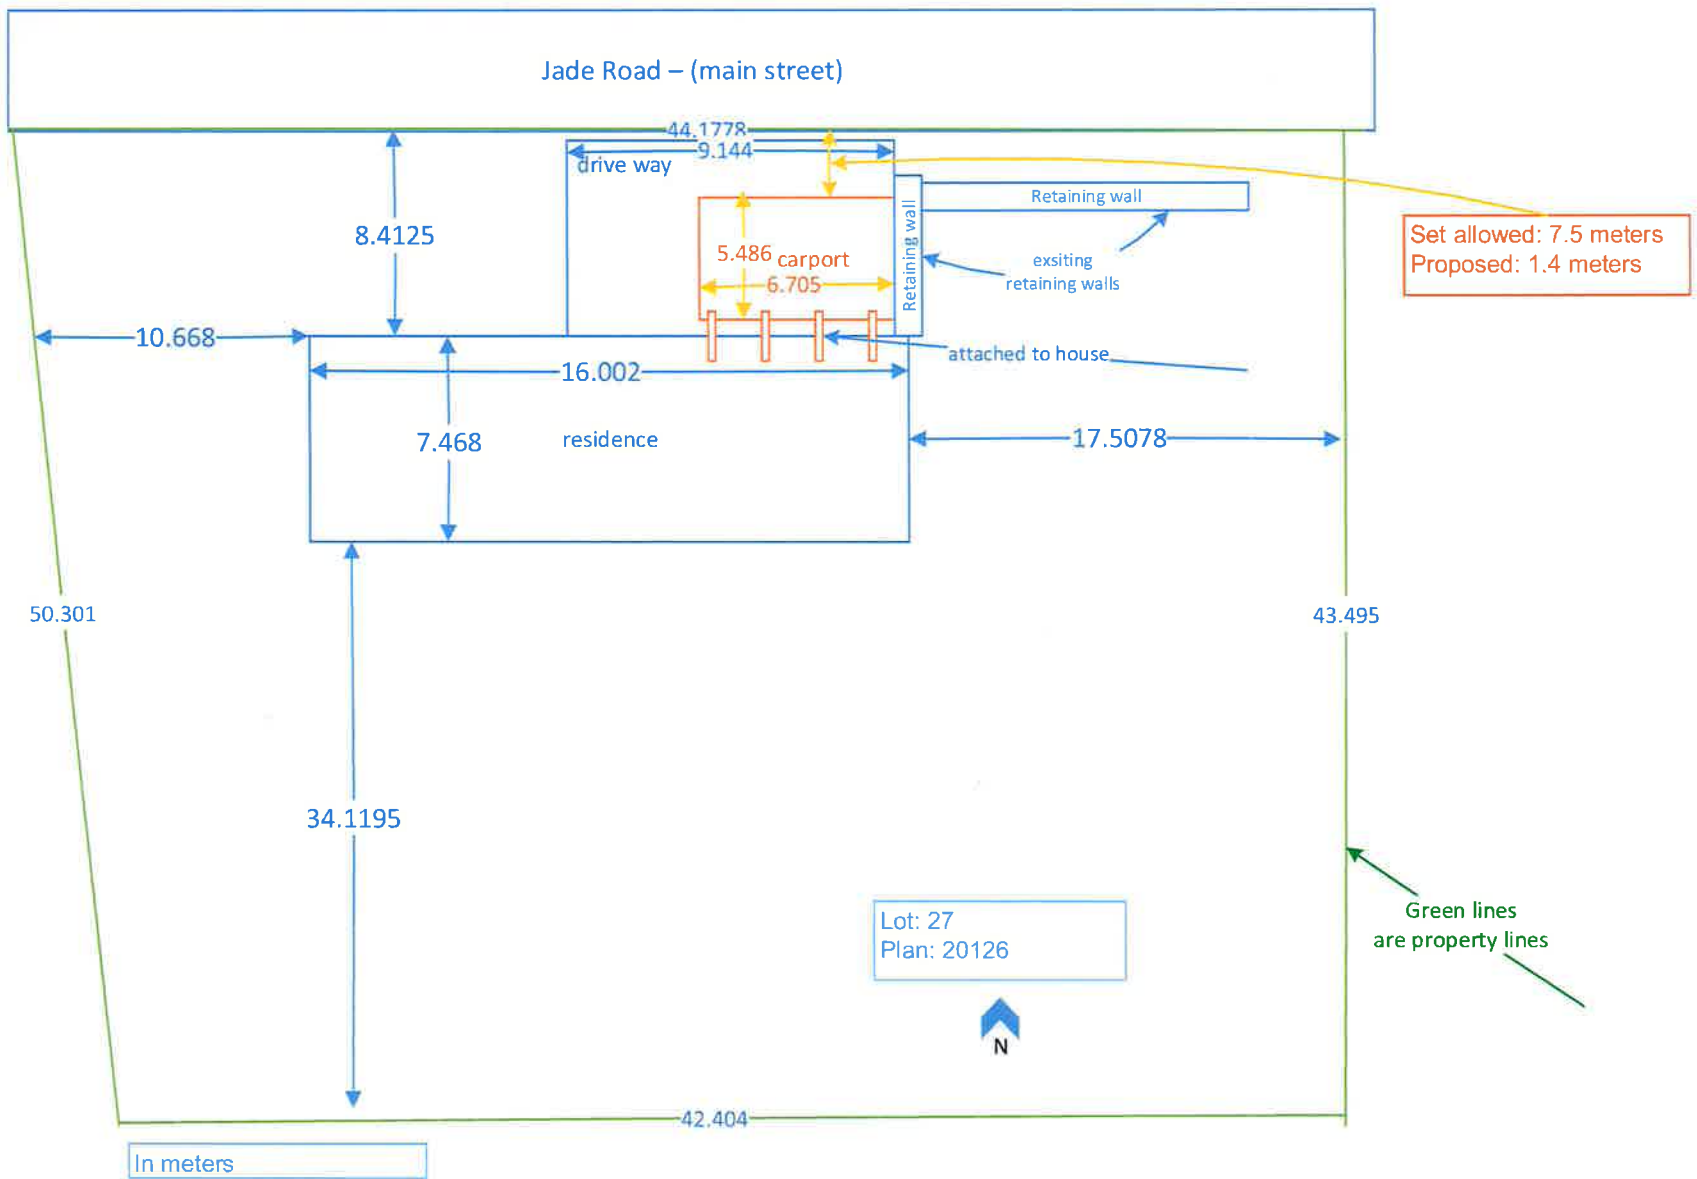 Jade Road – (main street)
44.1778
9.144
drive way
Retaining wall
8.4125
Retaining wall
Set allowed: 7.5 meters
Proposed: 1.4 meters
5.486
carport
6.705
exsiting
retaining walls
10.668
attached to house
16.002
7.468
residence
17.5078
50.301
43.495
34.1195
Lot: 27
Plan: 20126
Green lines
are property lines
N
42.404
In meters